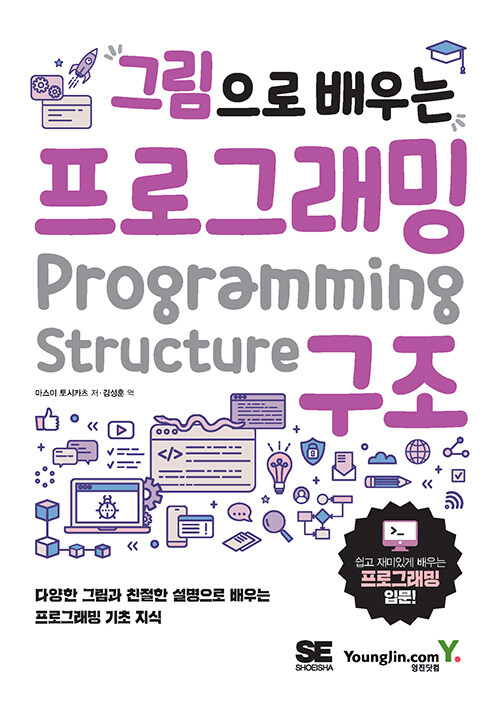 그림으로 배우는
프로그래밍
Programming
Structure
구조
마스이 토시카츠 저·김성훈 역
</>
>_
쉽고 재미있게 배우는
프로그래밍
입문!
다양한 그림과 친절한 설명으로 배우는
프로그래밍 기초 지식
SE
SHOEISHA
YoungJin.com Y.
영진닷컴